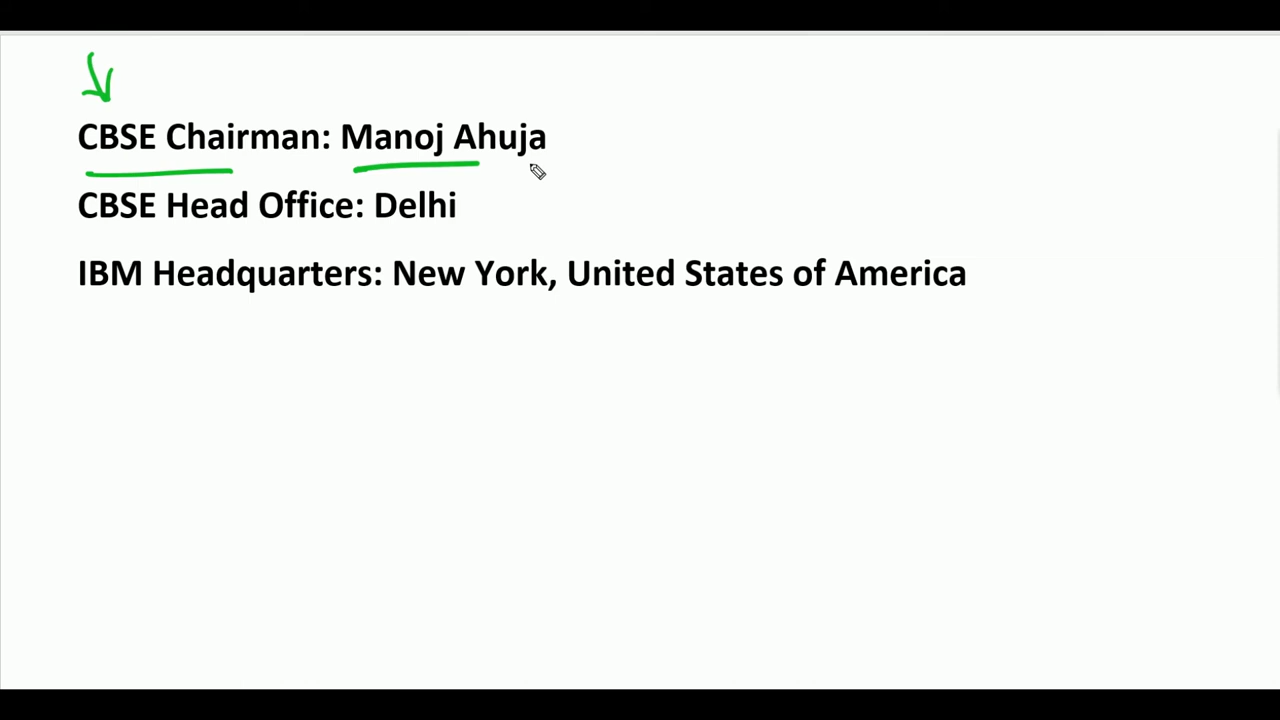 CBSE Chairman: Manoj Ahuja
CBSE Head Office: Delhi
IBM Headquarters: New York, United States of America